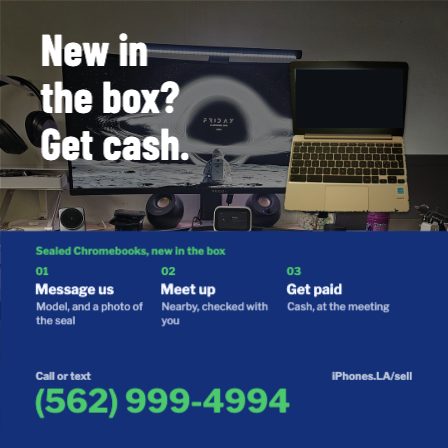 New in
the box?
Get cash.
Sealed Chromebooks, new in the box
01
Message us
Model, and a photo of
the seal
02
Meet up
Nearby, checked with
you
03
Get paid
Cash, at the meeting
Call or text
(562) 999-4994
iPhones.LA/sell